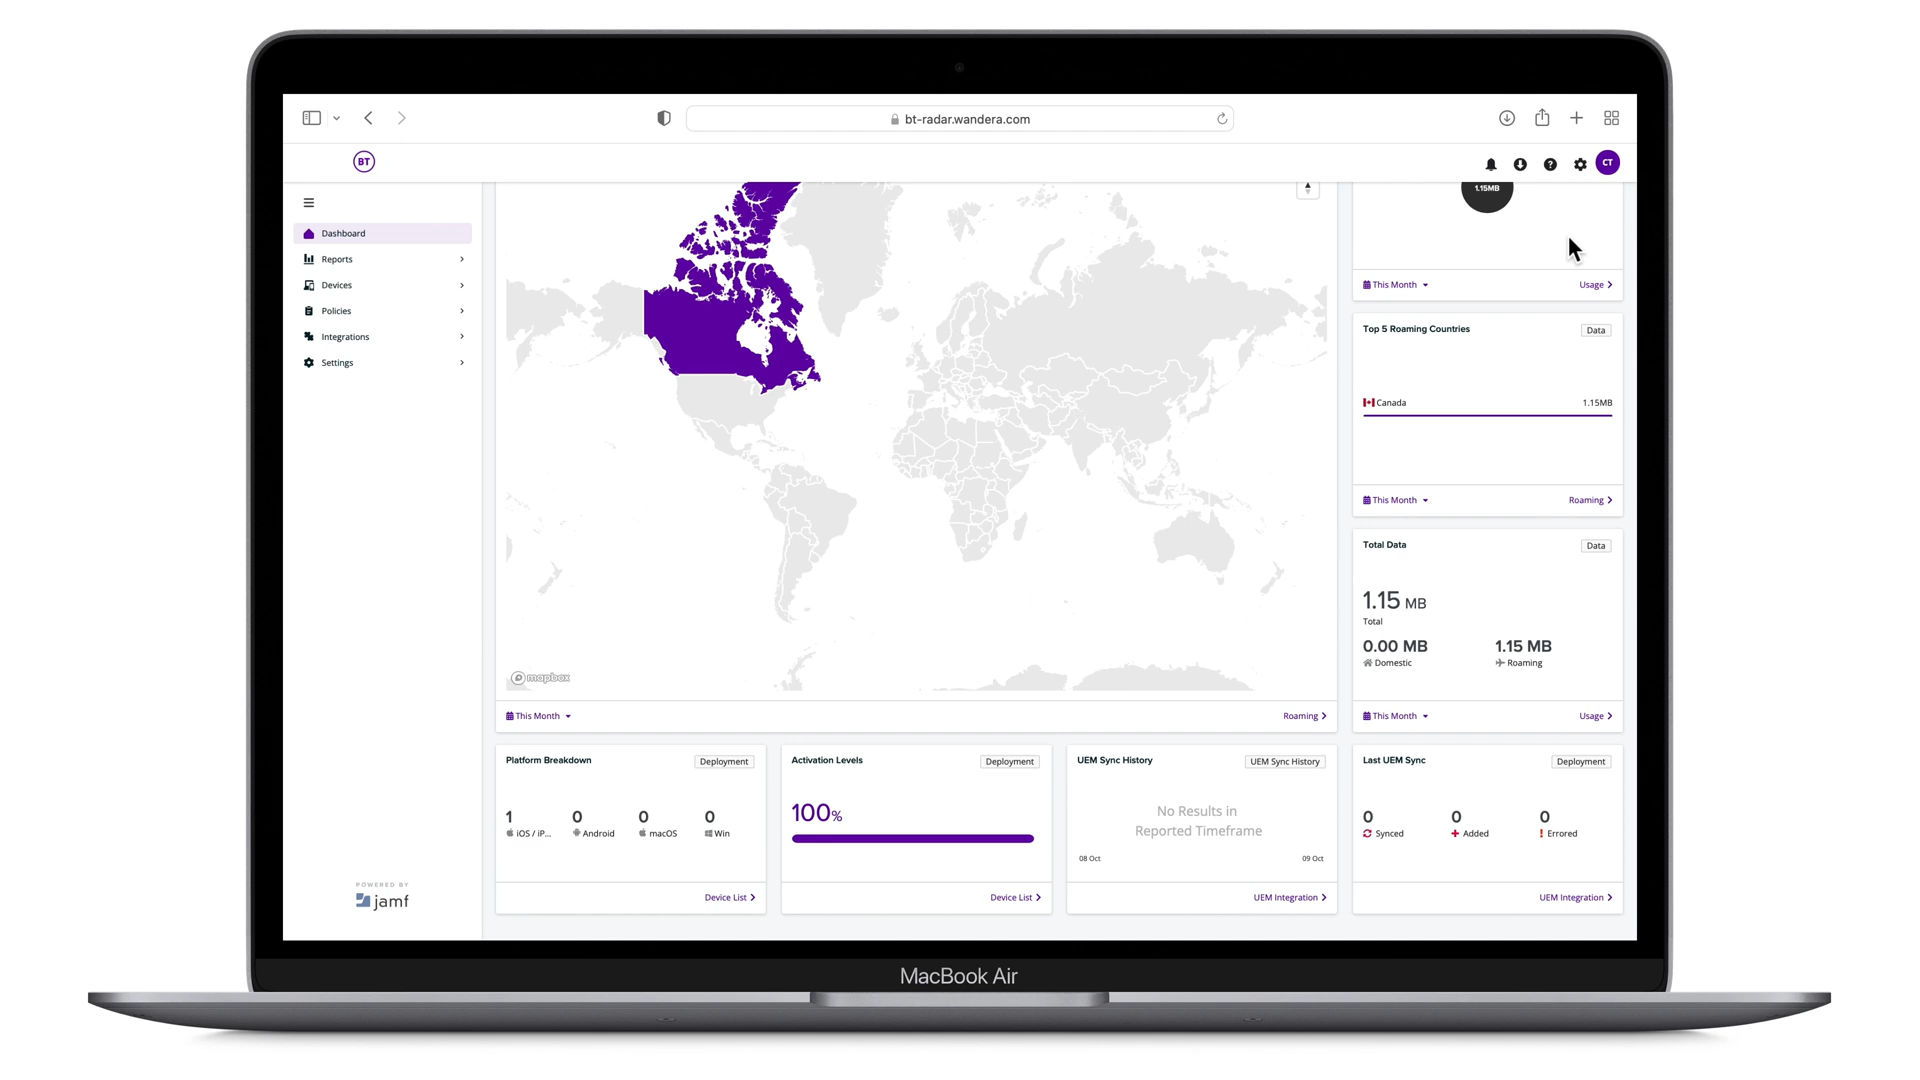 bt-radar.wandera.com
BT
CT
1.15MB
Dashboard
Reports
Devices
Policies
Integrations
Settings
This Month
Usage
Top 5 Roaming Countries
Data
Canada
1.15MB
This Month
Roaming
Total Data
Data
1.15 MB
Total
0.00 MB
1.15 MB
Domestic
Roaming
mapbox
This Month
Roaming
This Month
Usage
Platform Breakdown
Deployment
1
0
0
0
iOS / iP...
Android
macOS
Win
Device List
Activation Levels
Deployment
100%
Device List
UEM Sync History
UEM Sync History
No Results in
Reported Timeframe
08 Oct
09 Oct
UEM Integration
Last UEM Sync
Deployment
0
0
0
Synced
Added
Errored
UEM Integration
POWERED BY
jamf
MacBook Air